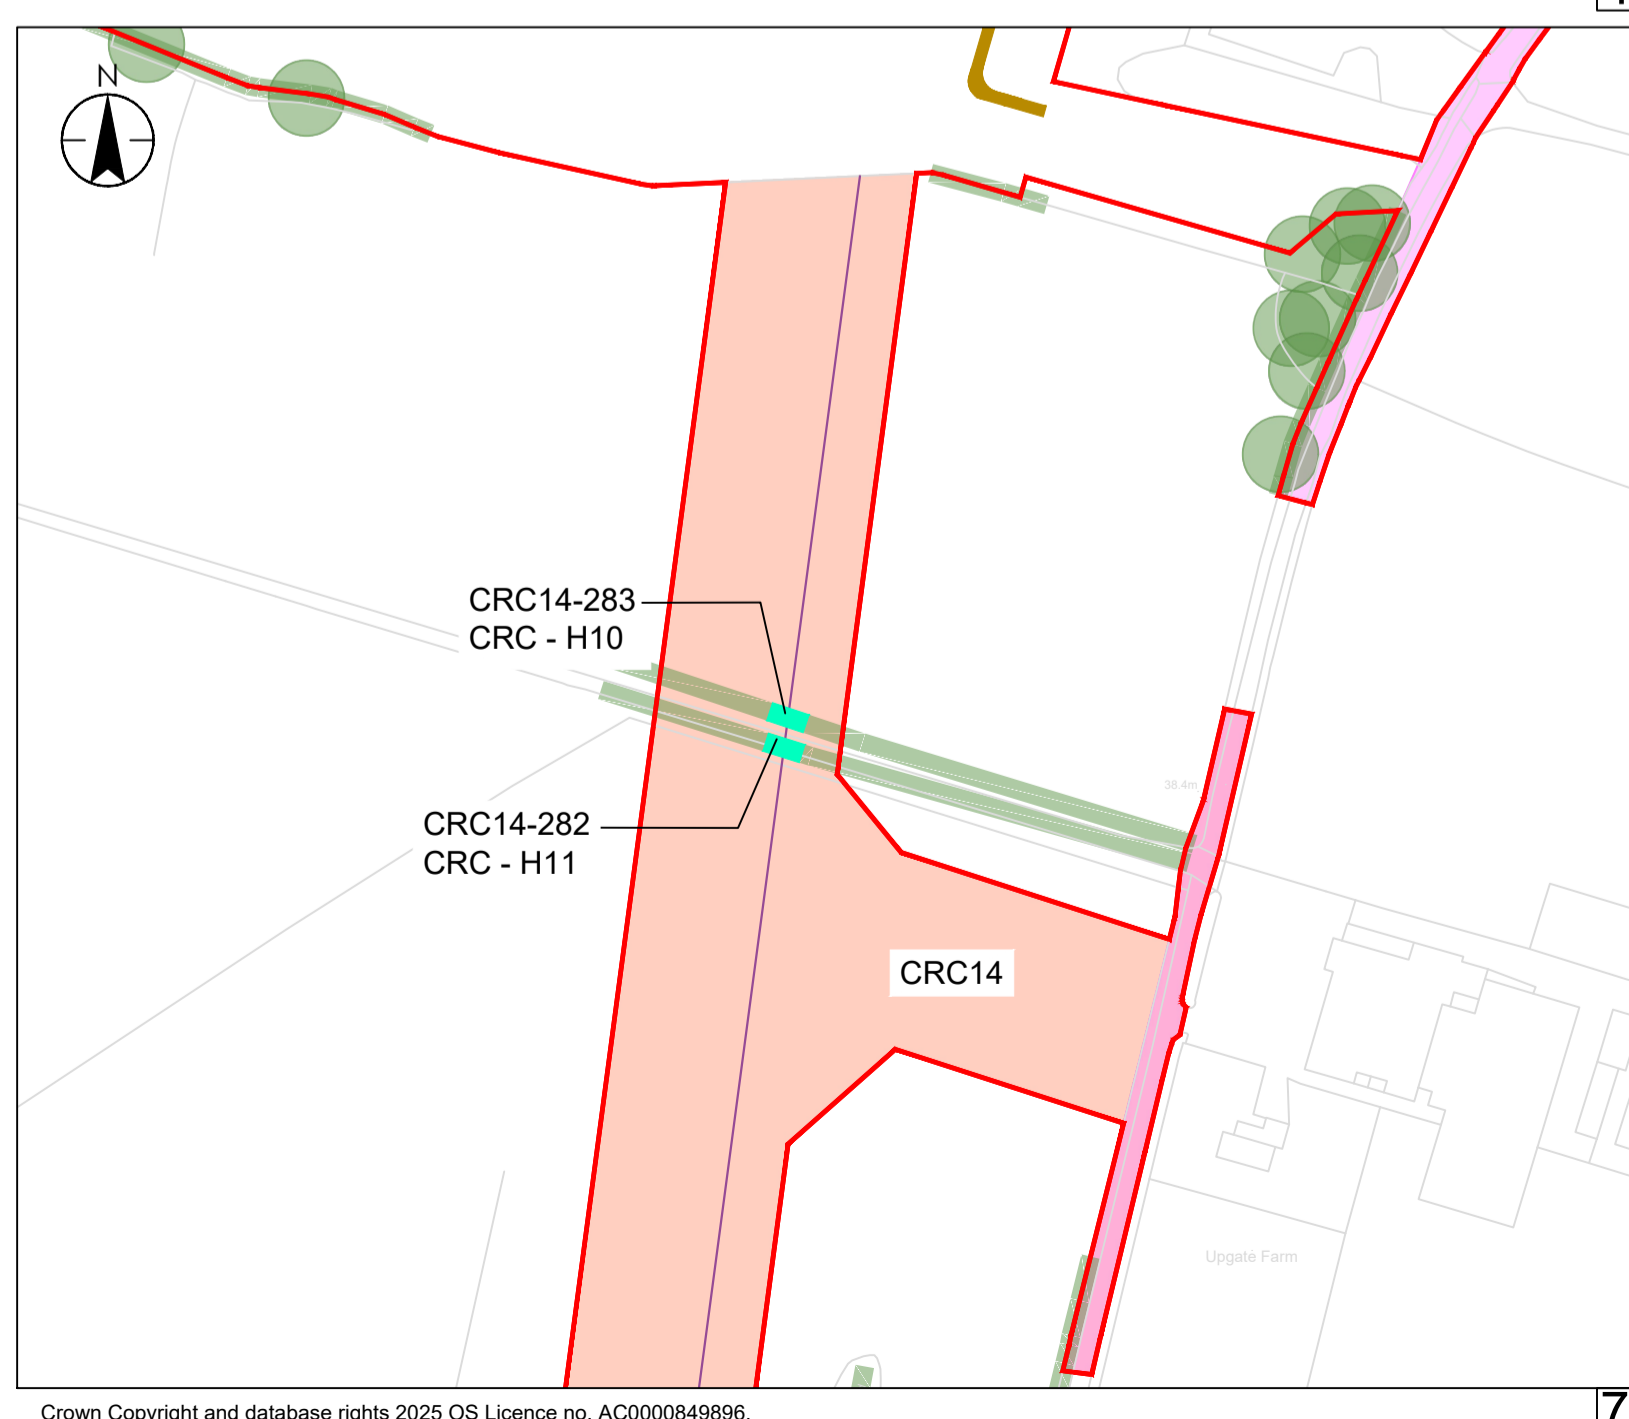 N
CRC14-283
CRC - H10
38.4m
CRC14-282
CRC - H11
CRC14
Upgate Farm
Crown Copyright and database rights 2025 OS Licence no. AC0000849896.
7